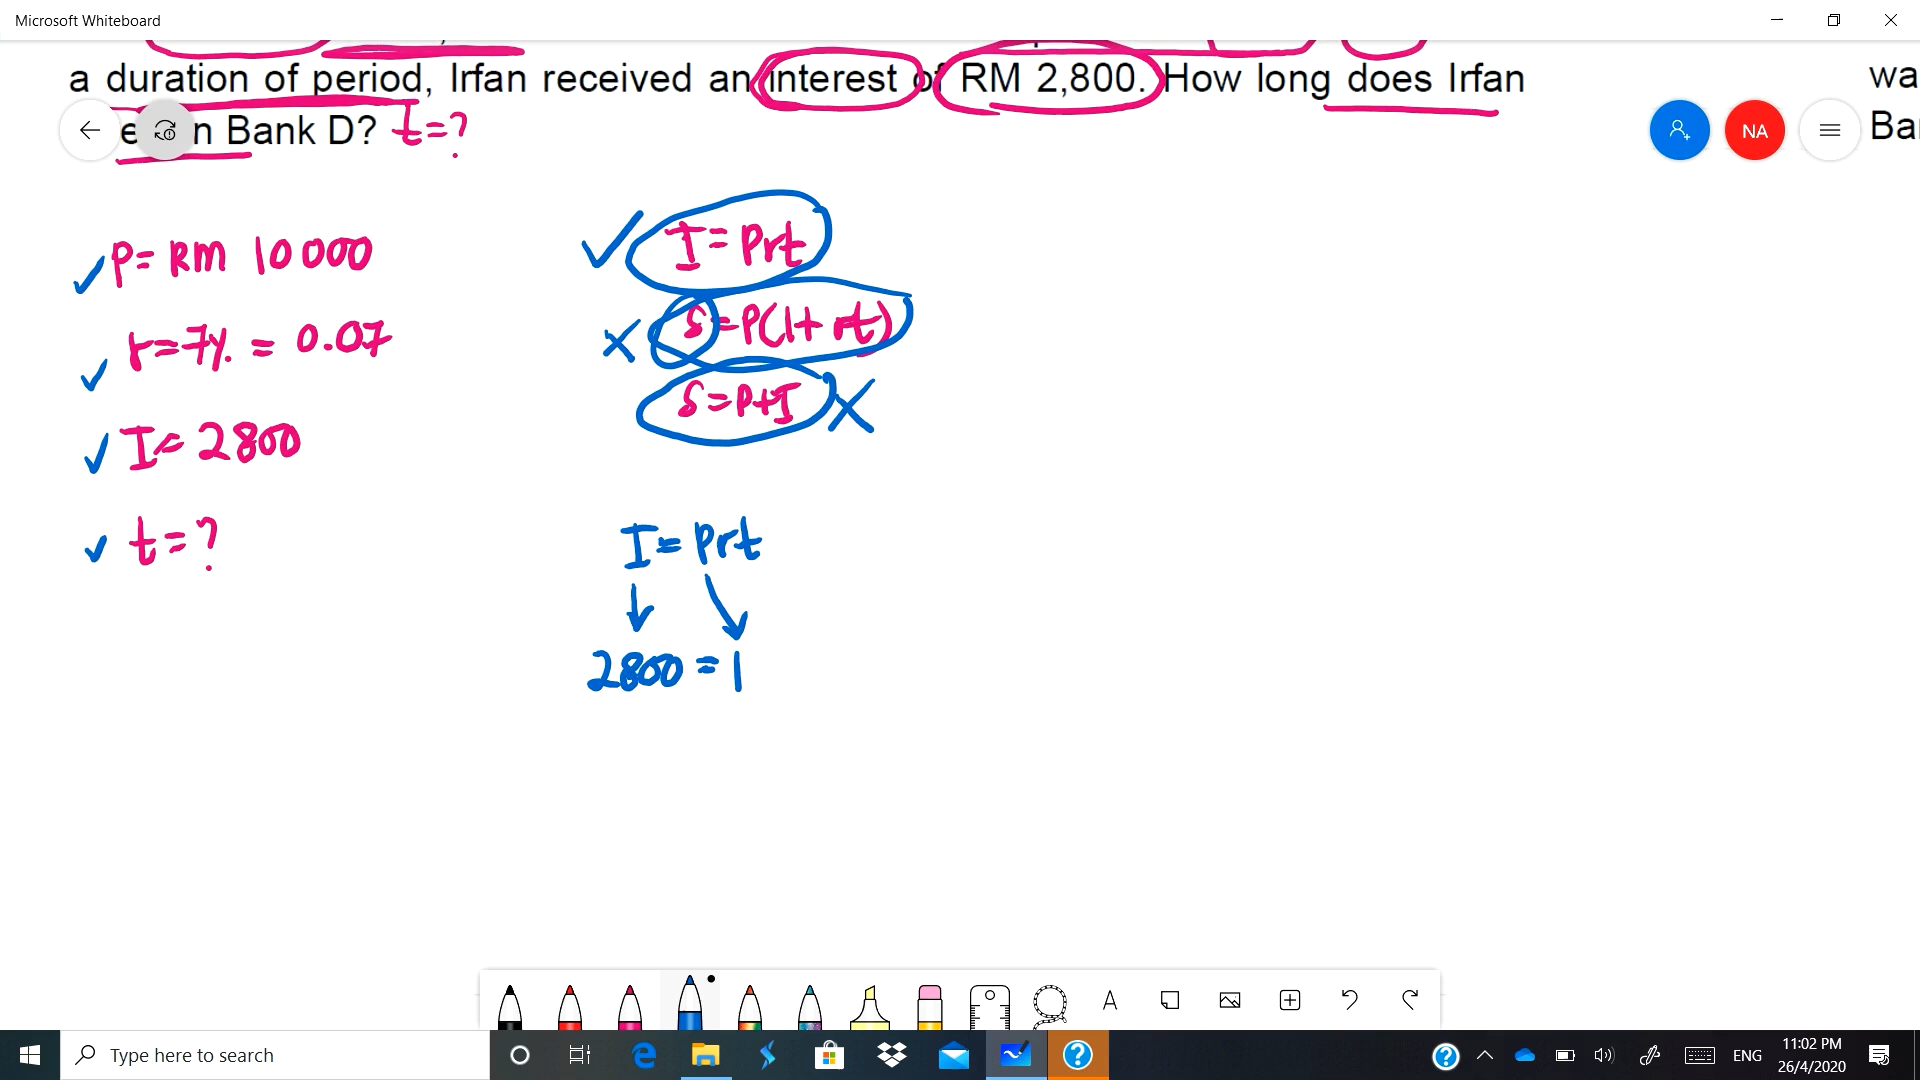 Microsoft Whiteboard
a duration of period, Irfan received an interest of RM 2,800. How long does Irfan
n Bank D? t=?
wa
Ba
NA
P= RM 10 000
r=7%. = 0.07
I= 2800
t=?
I= Prt
S=P(1+ rt)
S=P+I
I= Prt
2800 = 1
A
Type here to search
ENG
11:02 PM
26/4/2020